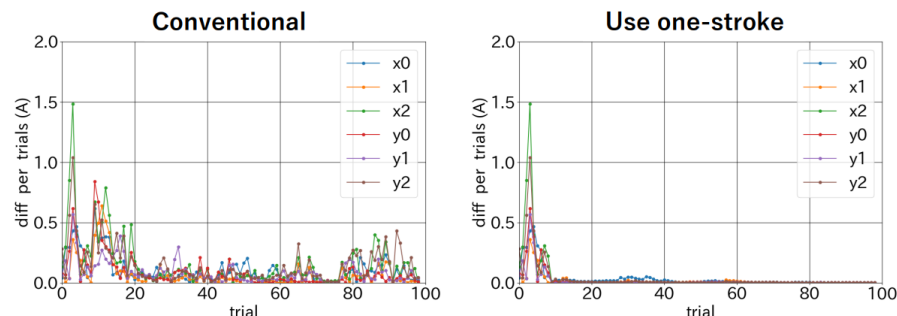 Conventional
Use one-stroke
2.0
1.5
1.0
0.5
0.0
diff per trials (A)
x0
x1
x2
y0
y1
y2
0 20 40 60 80 100
trial
2.0
1.5
1.0
0.5
0.0
diff per trials (A)
x0
x1
x2
y0
y1
y2
0 20 40 60 80 100
trial